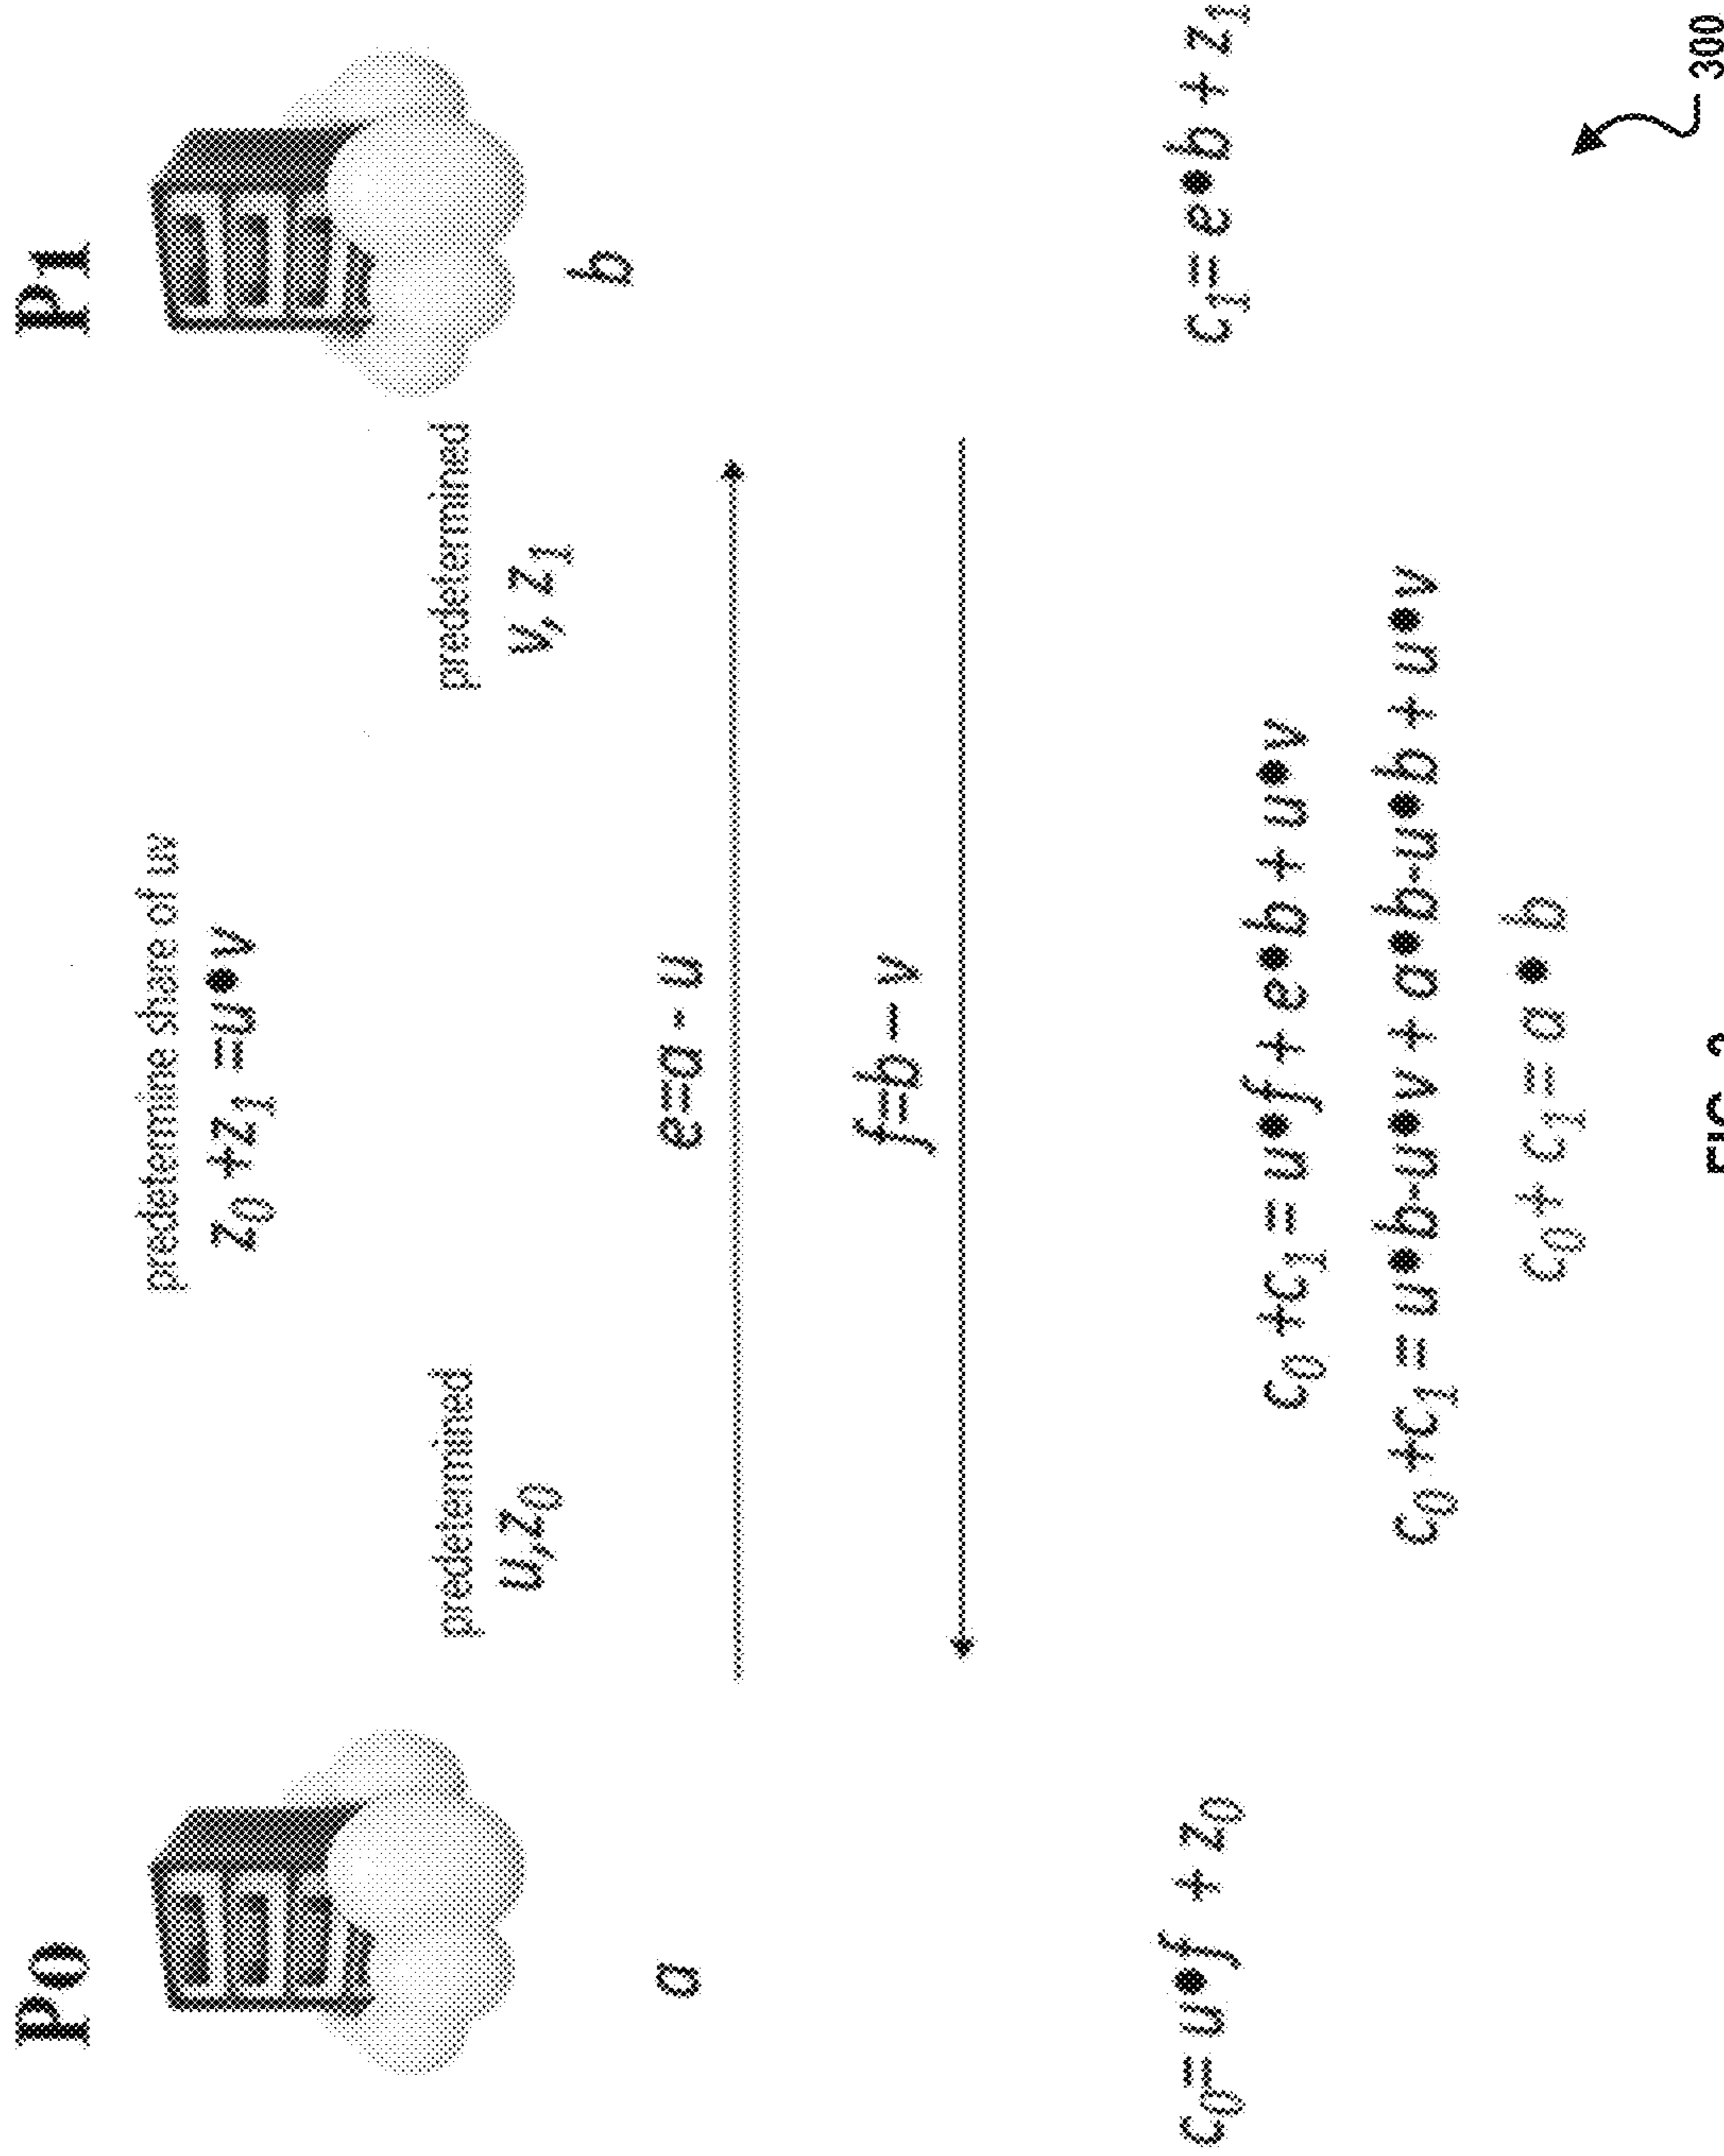 P0
P1
predetermine share of uv
z₀ +z₁ =u•v
predetermined
u,z₀
predetermined
v, z₁
a
b
e=a - u
f=b — v
c₀= u•f + z₀
c₁= e•b + z₁
c₀ +c₁ = u•f + e•b + u•v
c₀ +c₁ = u•b-u•v + a•b-u•b + u•v
c₀ + c₁ = a • b
300
FIG.